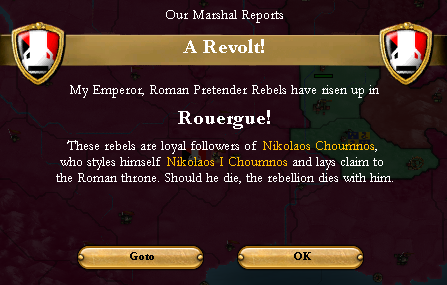 Our Marshal Reports
A Revolt!
My Emperor, Roman Pretender Rebels have risen up in
Rouergue!
These rebels are loyal followers of Nikolaos Choumnos,
who styles himself Nikolaos I Choumnos and lays claim to
the Roman throne. Should he die, the rebellion dies with him.
Goto OK